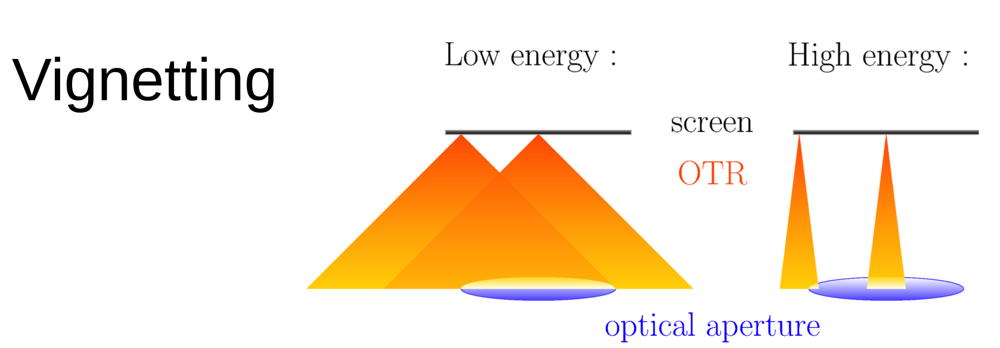 Vignetting
Low energy :
High energy :
screen
OTR
optical aperture